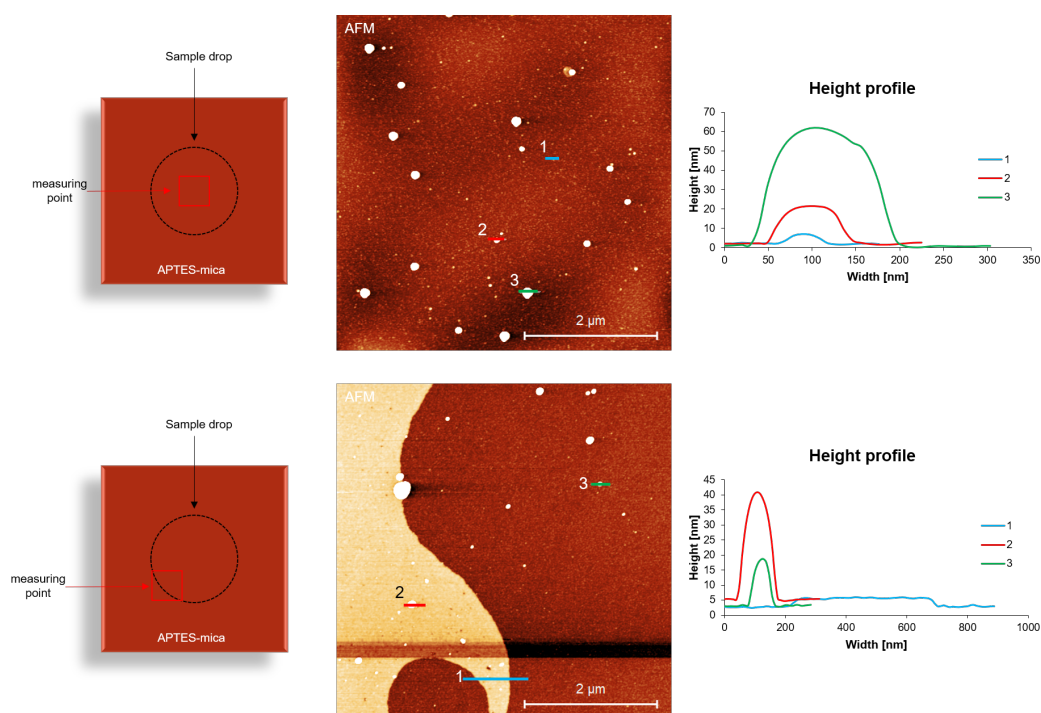 Sample drop
measuring
point
APTES-mica
AFM
1
2
3
2 µm
Height profile
Height [nm]
70
60
50
40
30
20
10
0
0 50 100 150 200 250 300 350
Width [nm]
1
2
3
Sample drop
measuring
point
APTES-mica
AFM
3
2
1
2 µm
Height profile
Height [nm]
45
40
35
30
25
20
15
10
5
0
0 200 400 600 800 1000
Width [nm]
1
2
3